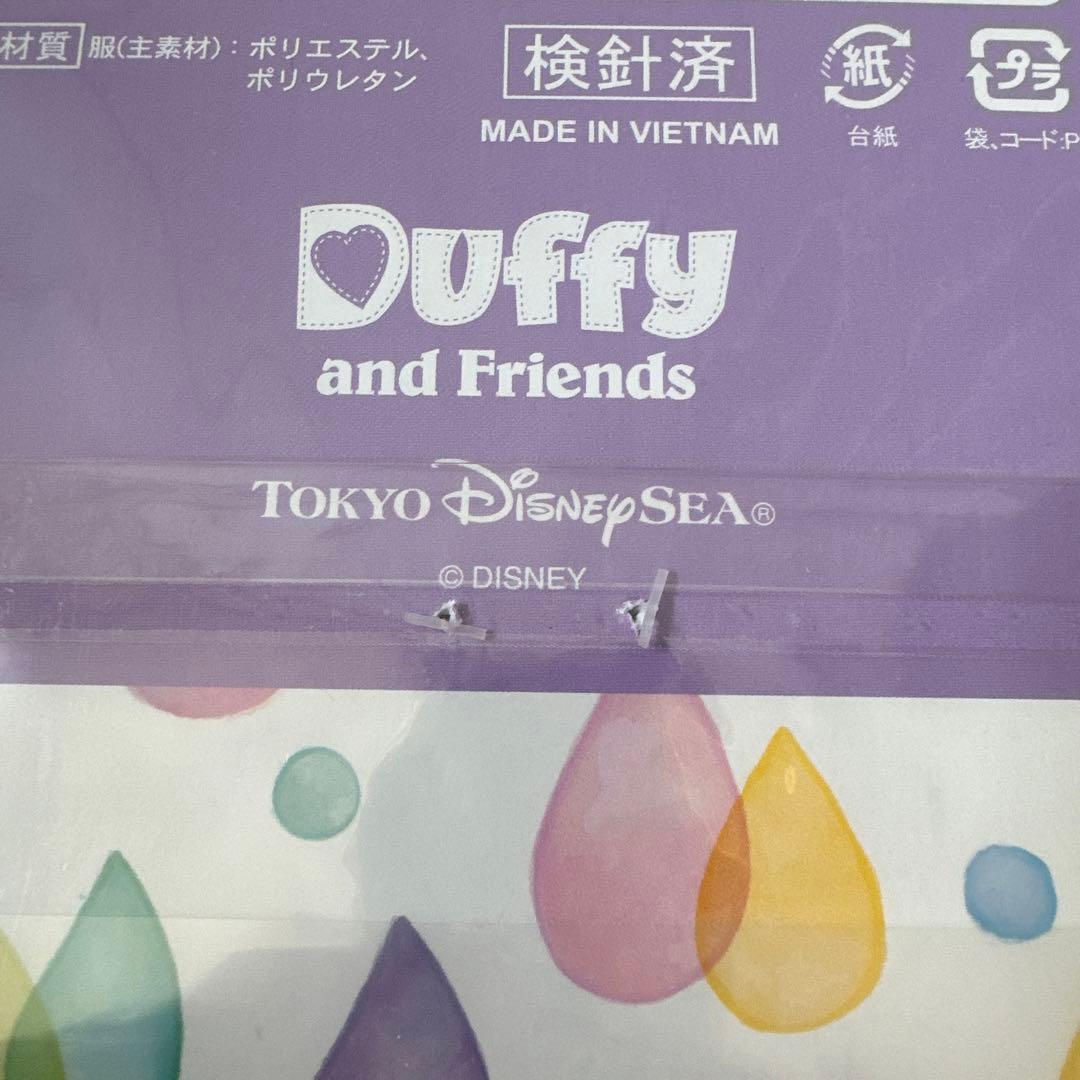 材質 服(主素材)：ポリエステル、
ポリウレタン
検針済
MADE IN VIETNAM
紙
台紙
プラ
袋、コード:P
Duffy
and Friends
TOKYO DISNEYSEA®
© DISNEY